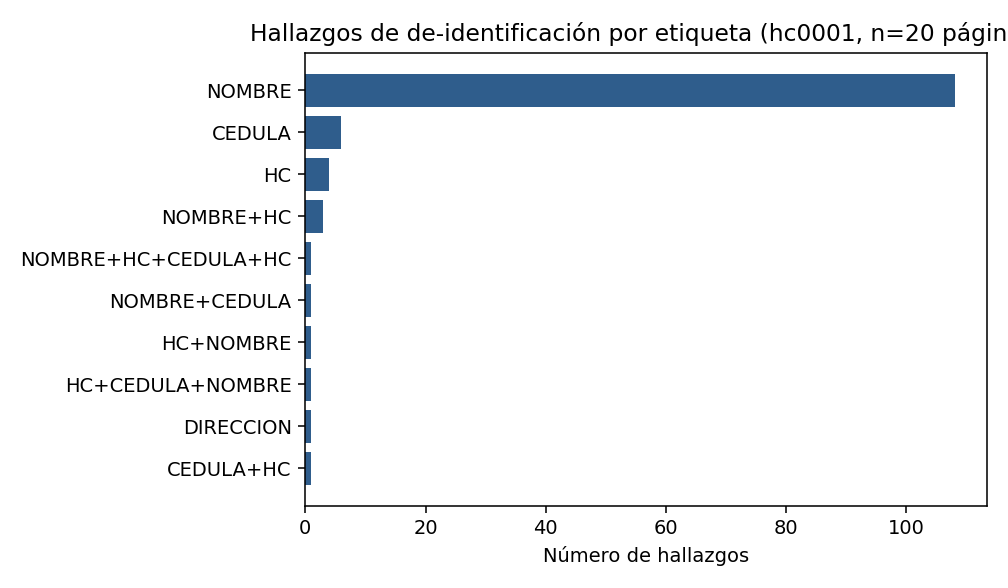 Hallazgos de de-identificación por etiqueta (hc0001, n=20 págin
NOMBRE
CEDULA
HC
NOMBRE+HC
NOMBRE+HC+CEDULA+HC
NOMBRE+CEDULA
HC+NOMBRE
HC+CEDULA+NOMBRE
DIRECCION
CEDULA+HC
0 20 40 60 80 100
Número de hallazgos